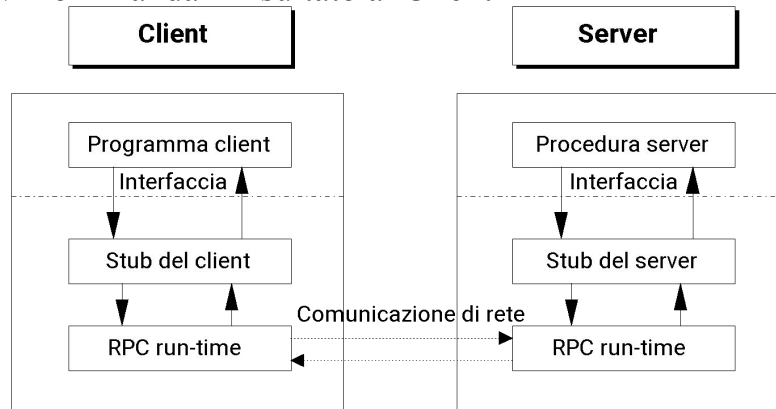 Client
Server
Programma client
Procedura server
Interfaccia
Interfaccia
Stub del client
Stub del server
Comunicazione di rete
RPC run-time
RPC run-time